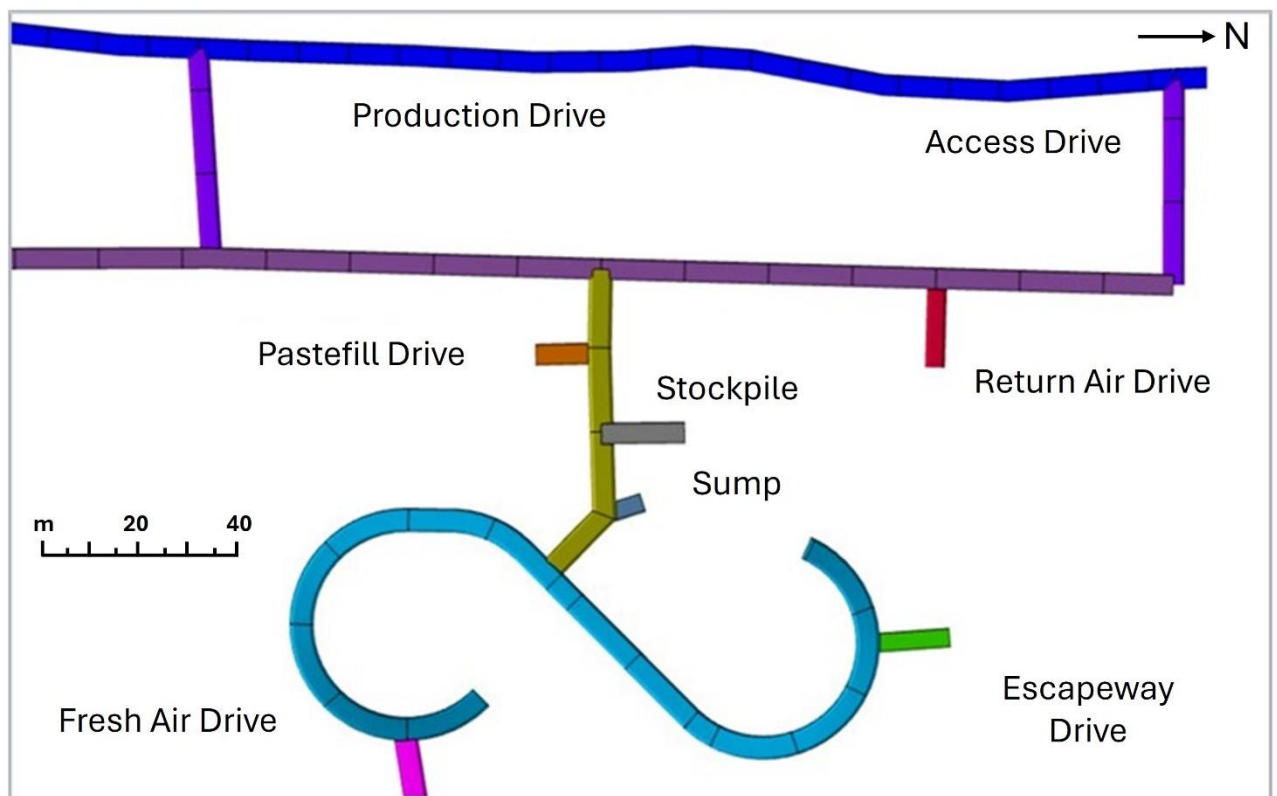 N
Production Drive
Access Drive
Pastefill Drive
Stockpile
Return Air Drive
Sump
m 20 40
Escapeway
Drive
Fresh Air Drive